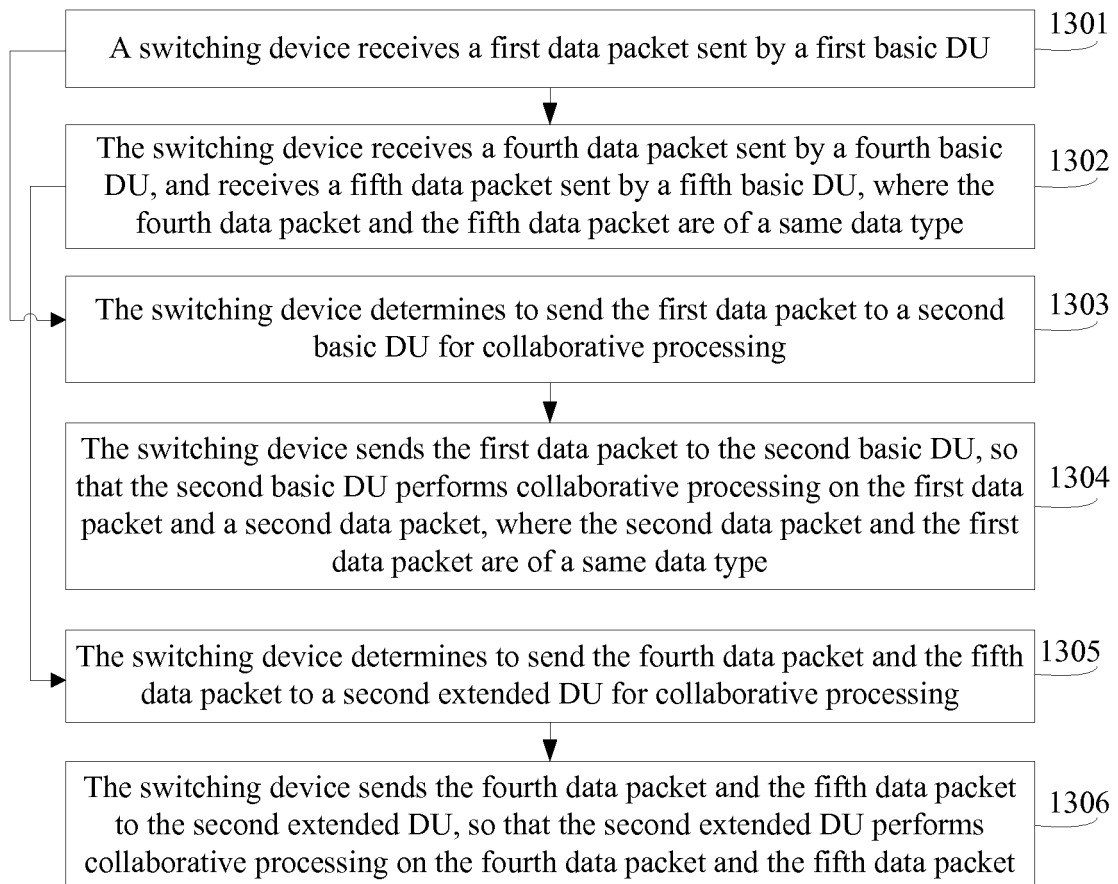 A switching device receives a first data packet sent by a first basic DU
1301
The switching device receives a fourth data packet sent by a fourth basic
DU, and receives a fifth data packet sent by a fifth basic DU, where the
fourth data packet and the fifth data packet are of a same data type
1302
The switching device determines to send the first data packet to a second
basic DU for collaborative processing
1303
The switching device sends the first data packet to the second basic DU, so
that the second basic DU performs collaborative processing on the first data
packet and a second data packet, where the second data packet and the first
data packet are of a same data type
1304
The switching device determines to send the fourth data packet and the fifth
data packet to a second extended DU for collaborative processing
1305
The switching device sends the fourth data packet and the fifth data packet
to the second extended DU, so that the second extended DU performs
collaborative processing on the fourth data packet and the fifth data packet
1306